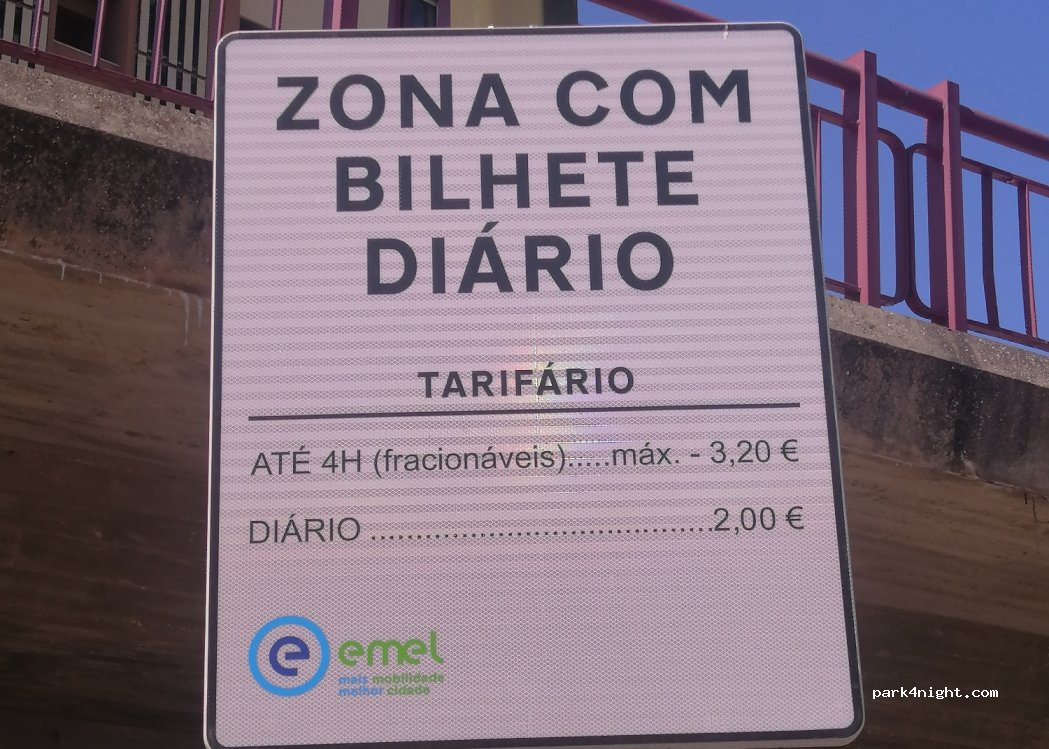 ZONA COM
BILHETE
DIÁRIO
TARIFÁRIO
ATÉ 4H (fracionáveis).....máx. - 3,20 €
DIÁRIO ......................................2,00 €
e emel
mais mobilidade
melhor cidade
park4night.com